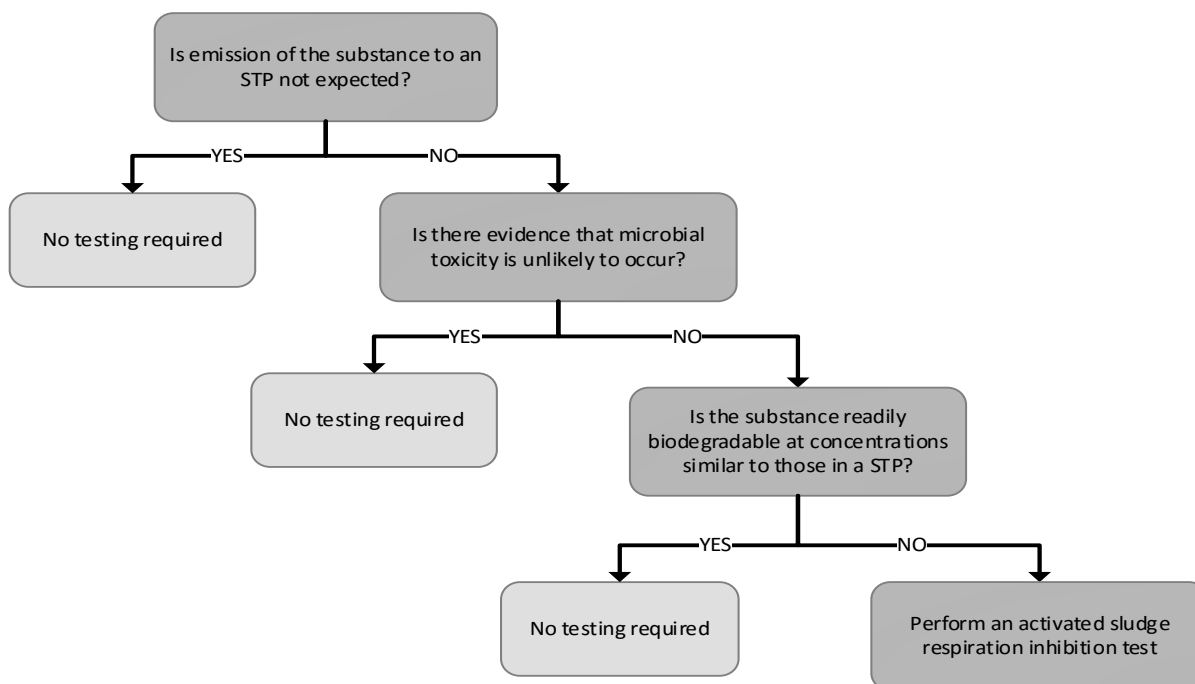 Is emission of the substance to an
STP not expected?
YES
NO
No testing required
Is there evidence that microbial
toxicity is unlikely to occur?
YES
NO
No testing required
Is the substance readily
biodegradable at concentrations
similar to those in a STP?
YES
NO
No testing required
Perform an activated sludge
respiration inhibition test